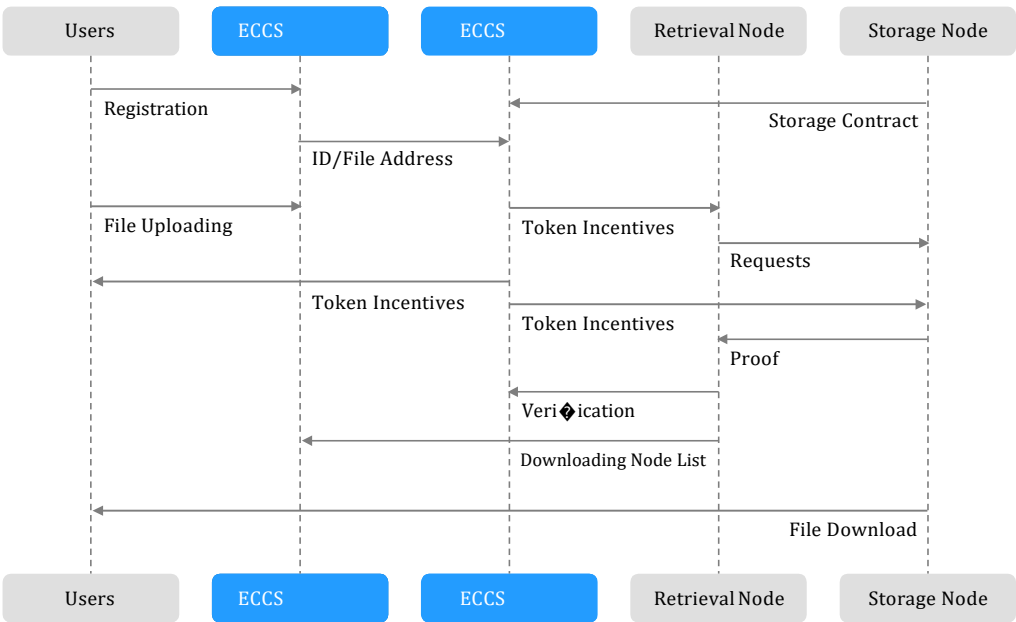 Users ECCS ECCS Retrieval Node Storage Node
Registration
Storage Contract
ID/File Address
File Uploading
Token Incentives
Requests
Token Incentives
Token Incentives
Proof
Veri�ication
Downloading Node List
File Download
Users ECCS ECCS Retrieval Node Storage Node